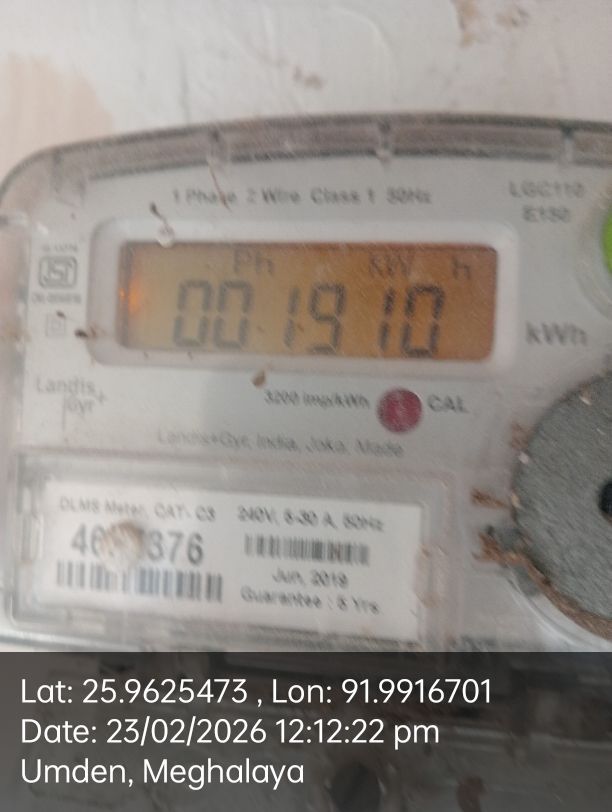 1 Phase 2 Wire Class 1 50Hz
LGC110
E150
Ph kW h
001910
kWh
Landis
Gyr+
3200 imp/kWh CAL
Landis+Gyr, India, Joka, Made
DLMS Meter, CAT- C3
240V, 5-30 A, 50Hz
Jun, 2019
Guarantee : 5 Yrs
Lat: 25.9625473 , Lon: 91.9916701
Date: 23/02/2026 12:12:22 pm
Umden, Meghalaya